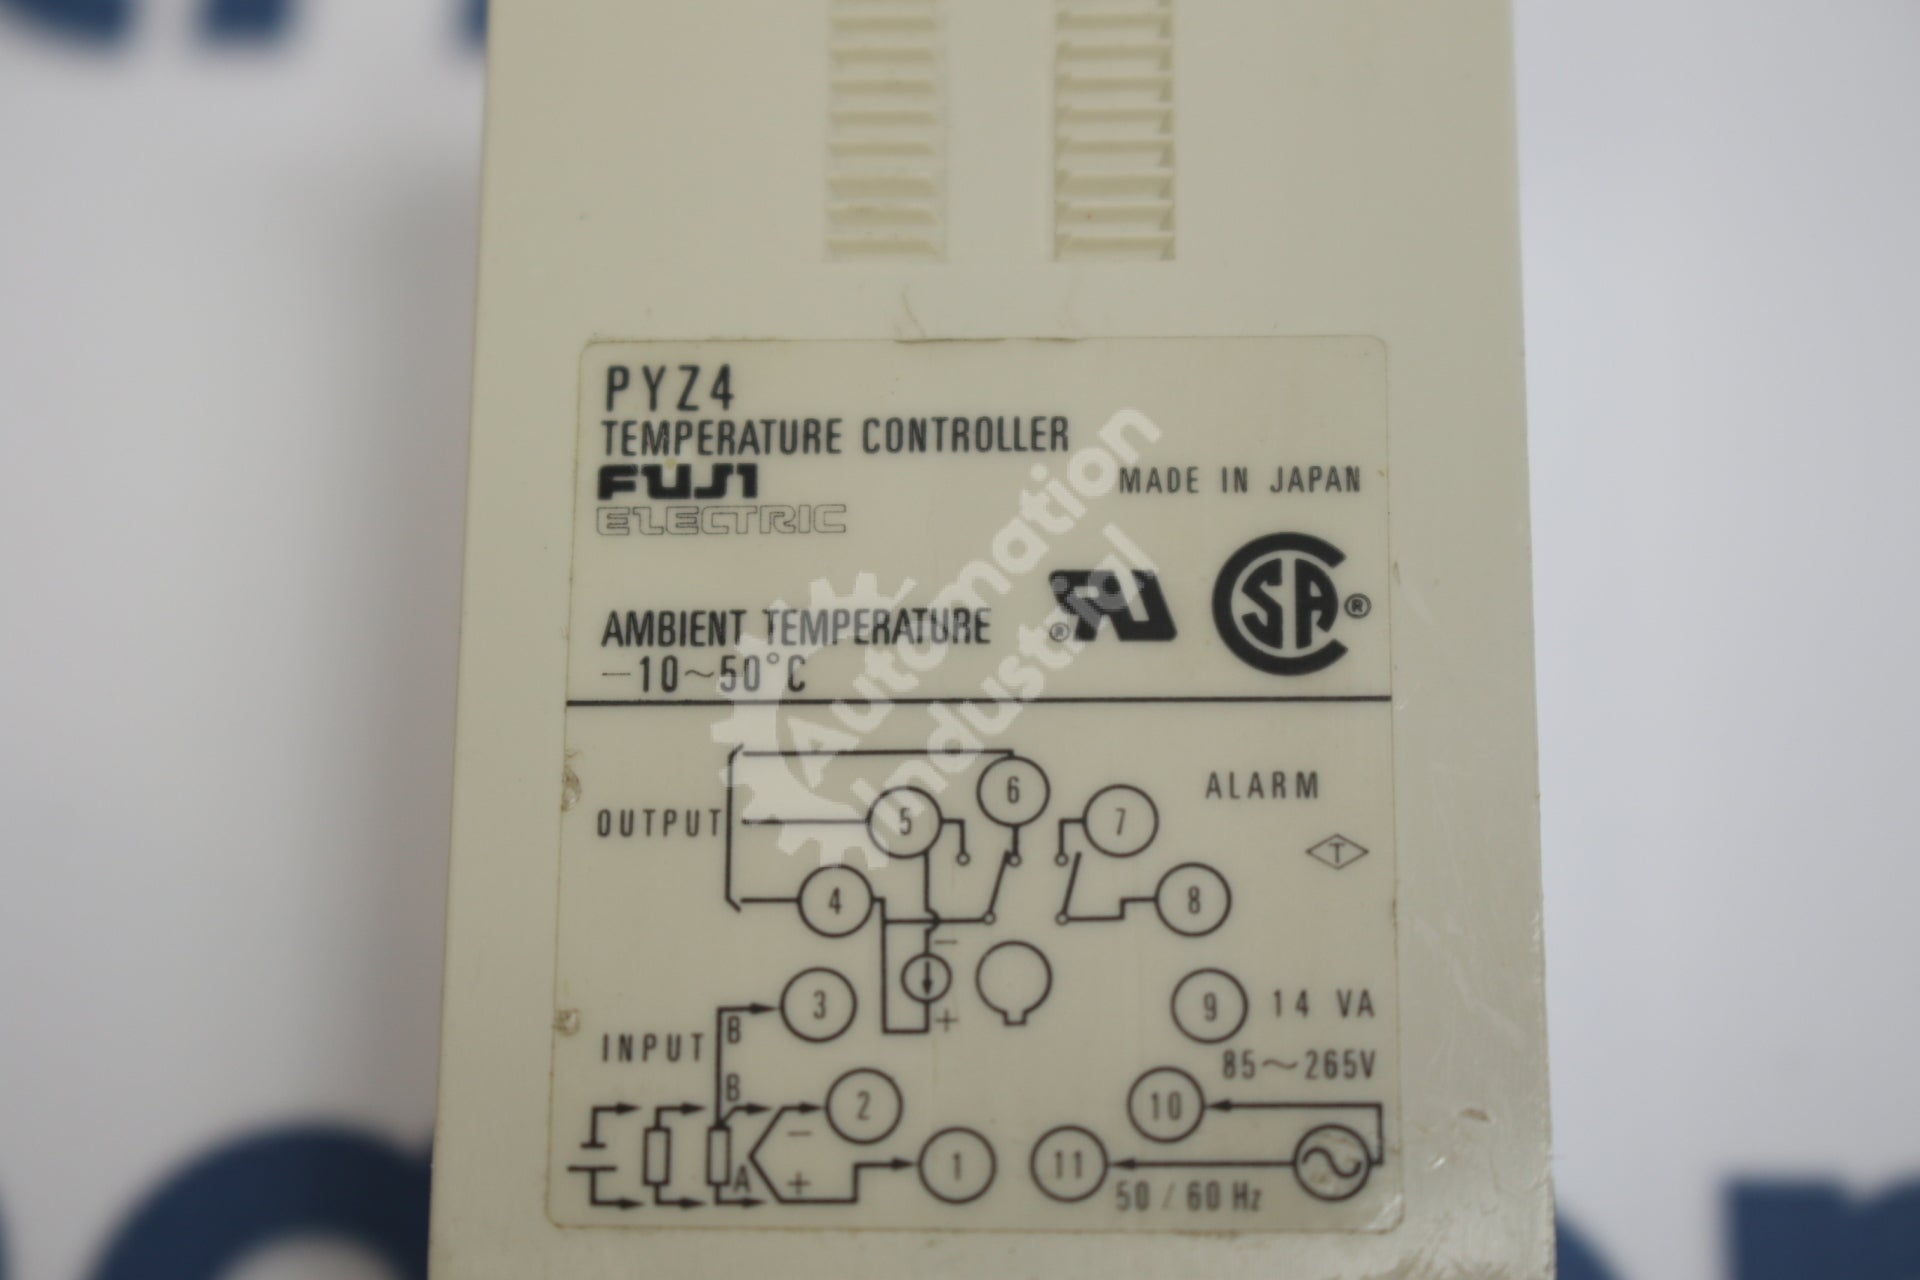 PYZ4
TEMPERATURE CONTROLLER
FUJI
ELECTRIC
MADE IN JAPAN
Automation
Industrial
AMBIENT TEMPERATURE
−10~50°C
® SA ®
OUTPUT
ALARM
6
5
7
T
4
8
−
3
9
14 VA
+
INPUT
B
85~265V
B
2
10
−
1
11
A
+
50/60 Hz